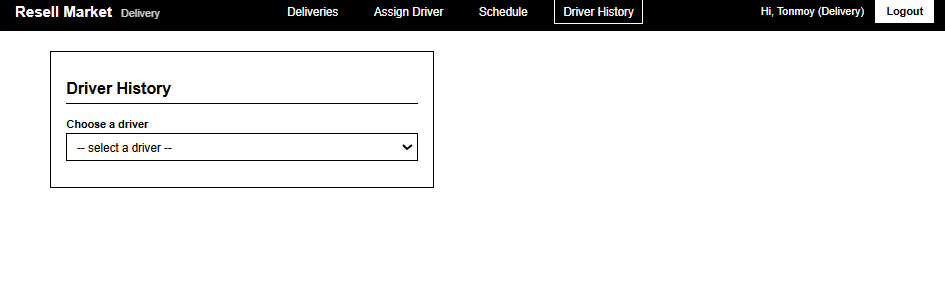 Resell Market Delivery Deliveries Assign Driver Schedule Driver History Hi, Tonmoy (Delivery) Logout
Driver History
Choose a driver
-- select a driver --